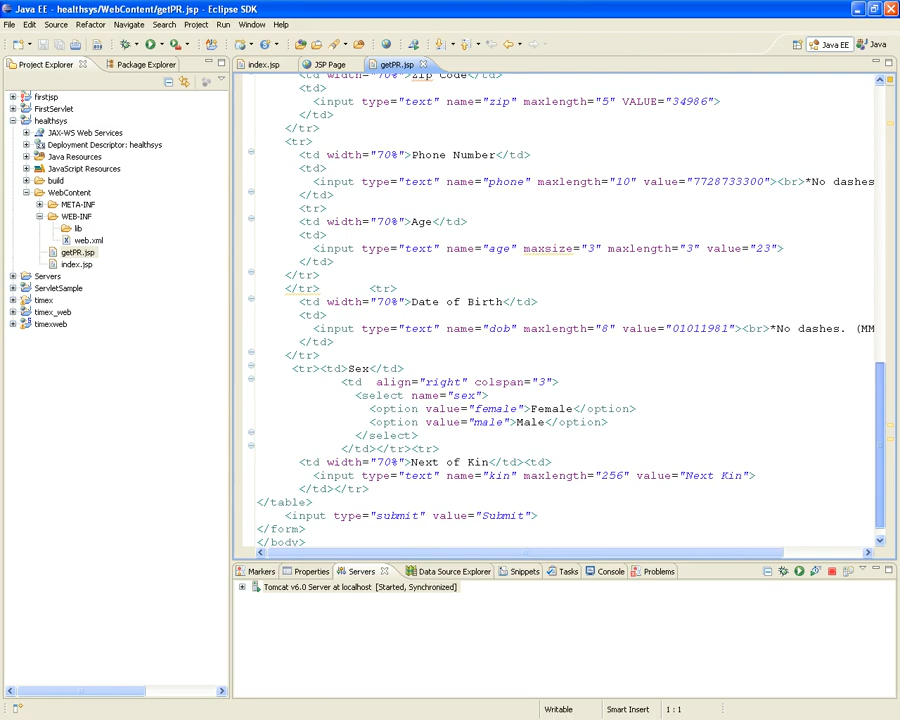 Java EE - healthsys/WebContent/getPR.jsp - Eclipse SDK
File Edit Source Refactor Navigate Search Project Run Window Help
Java EE Java
Project Explorer Package Explorer
index.jsp JSP Page getPR.jsp
firstjsp
FirstServlet
healthsys
JAX-WS Web Services
Deployment Descriptor: healthsys
Java Resources
JavaScript Resources
build
WebContent
META-INF
WEB-INF
lib
web.xml
getPR.jsp
index.jsp
Servers
ServletSample
timex
timex_web
timexweb
<td width="70%">Zip Code</td>
<td>
<input type="text" name="zip" maxlength="5" VALUE="34986">
</td>
</tr>
<tr>
<td width="70%">Phone Number</td>
<td>
<input type="text" name="phone" maxlength="10" value="7728733300"><br>*No dashes
</td>
<tr>
<td width="70%">Age</td>
<td>
<input type="text" name="age" maxsize="3" maxlength="3" value="23">
</td>
</tr>
</tr> <tr>
<td width="70%">Date of Birth</td>
<td>
<input type="text" name="dob" maxlength="8" value="01011981"><br>*No dashes. (MM
</td>
</tr>
<tr><td>Sex</td>
<td align="right" colspan="3">
<select name="sex">
<option value="female">Female</option>
<option value="male">Male</option>
</select>
</td></tr><tr>
<td width="70%">Next of Kin</td><td>
<input type="text" name="kin" maxlength="256" value="Next Kin">
</td></tr>
</table>
<input type="submit" value="Submit">
</form>
</body>
Markers Properties Servers Data Source Explorer Snippets Tasks Console Problems
Tomcat v6.0 Server at localhost [Started, Synchronized]
Writable Smart Insert 1 : 1